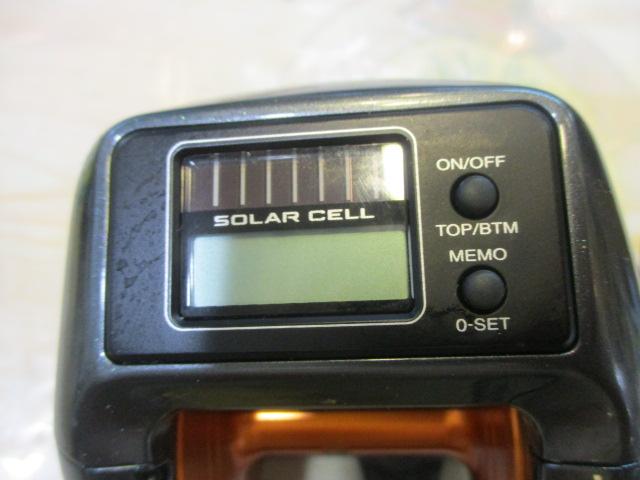 ON/OFF
SOLAR CELL
TOP/BTM
MEMO
0-SET